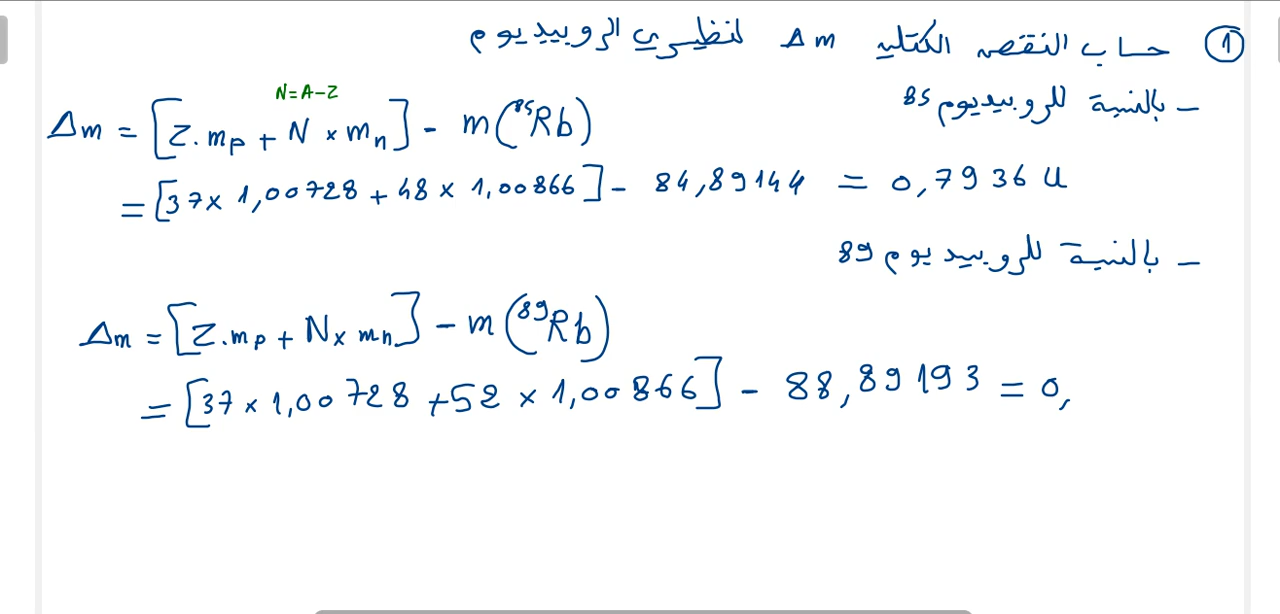 ① حساب النقص الكتلي Δm لنظيري الروبيديوم
- بالنسبة للروبيديوم 85
N=A-Z
Δm = [Z.mp + N × mn] - m(⁸⁵Rb)
= [37 × 1,00728 + 48 × 1,00866] - 84,89144 = 0,7936 u
- بالنسبة للروبيديوم 89
Δm = [Z.mp + N × mn] - m(⁸⁹Rb)
= [37 × 1,00728 + 52 × 1,00866] - 88,89193 = 0,